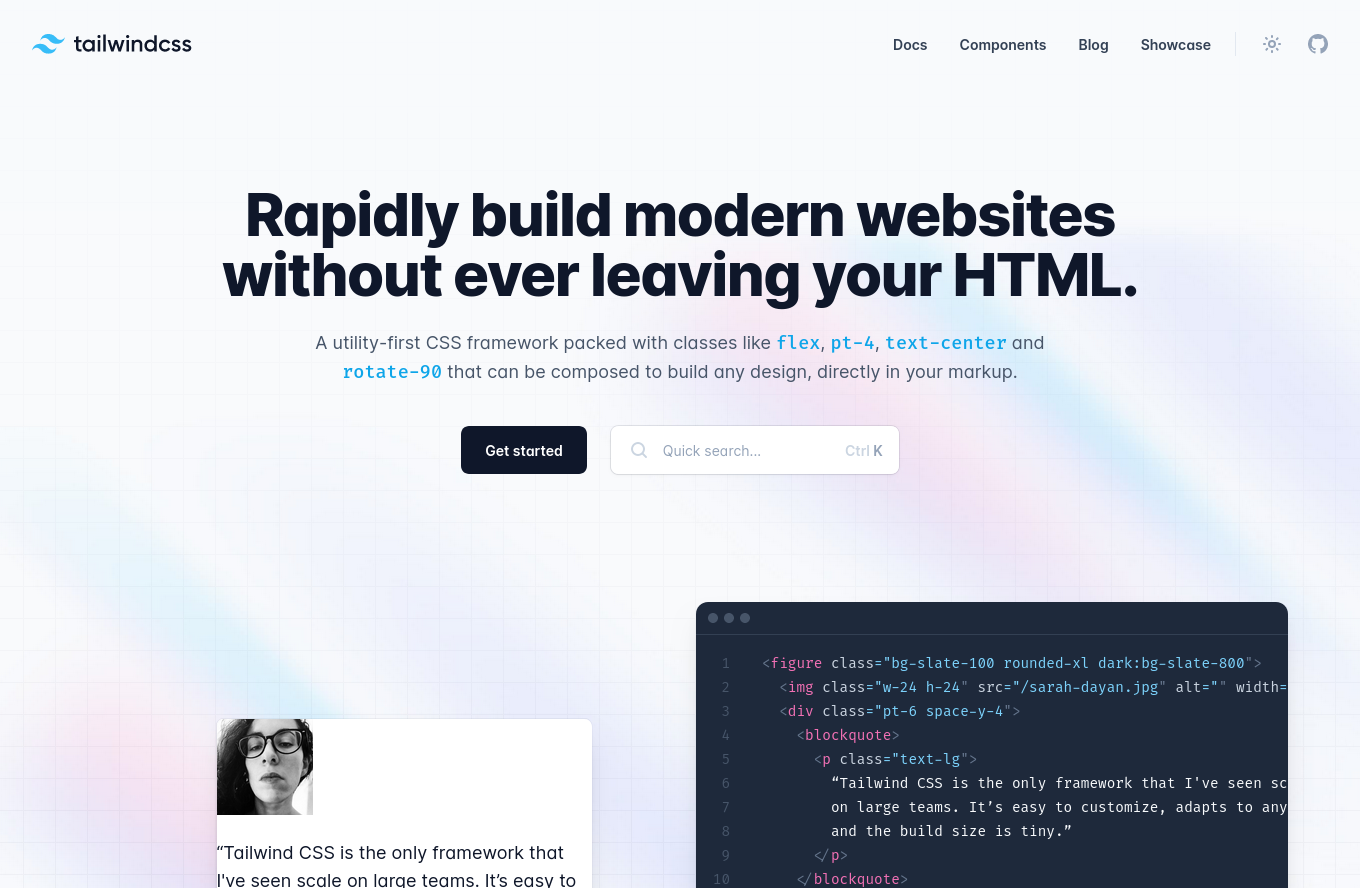 tailwindcss
Docs Components Blog Showcase
Rapidly build modern websites
without ever leaving your HTML.
A utility-first CSS framework packed with classes like flex, pt-4, text-center and
rotate-90 that can be composed to build any design, directly in your markup.
Get started
Quick search... Ctrl K
“Tailwind CSS is the only framework that
I've seen scale on large teams. It’s easy to
1 <figure class="bg-slate-100 rounded-xl dark:bg-slate-800">
2 <img class="w-24 h-24" src="/sarah-dayan.jpg" alt="" width=
3 <div class="pt-6 space-y-4">
4 <blockquote>
5 <p class="text-lg">
6 “Tailwind CSS is the only framework that I've seen sc
7 on large teams. It’s easy to customize, adapts to any
8 and the build size is tiny.”
9 </p>
10 </blockquote>